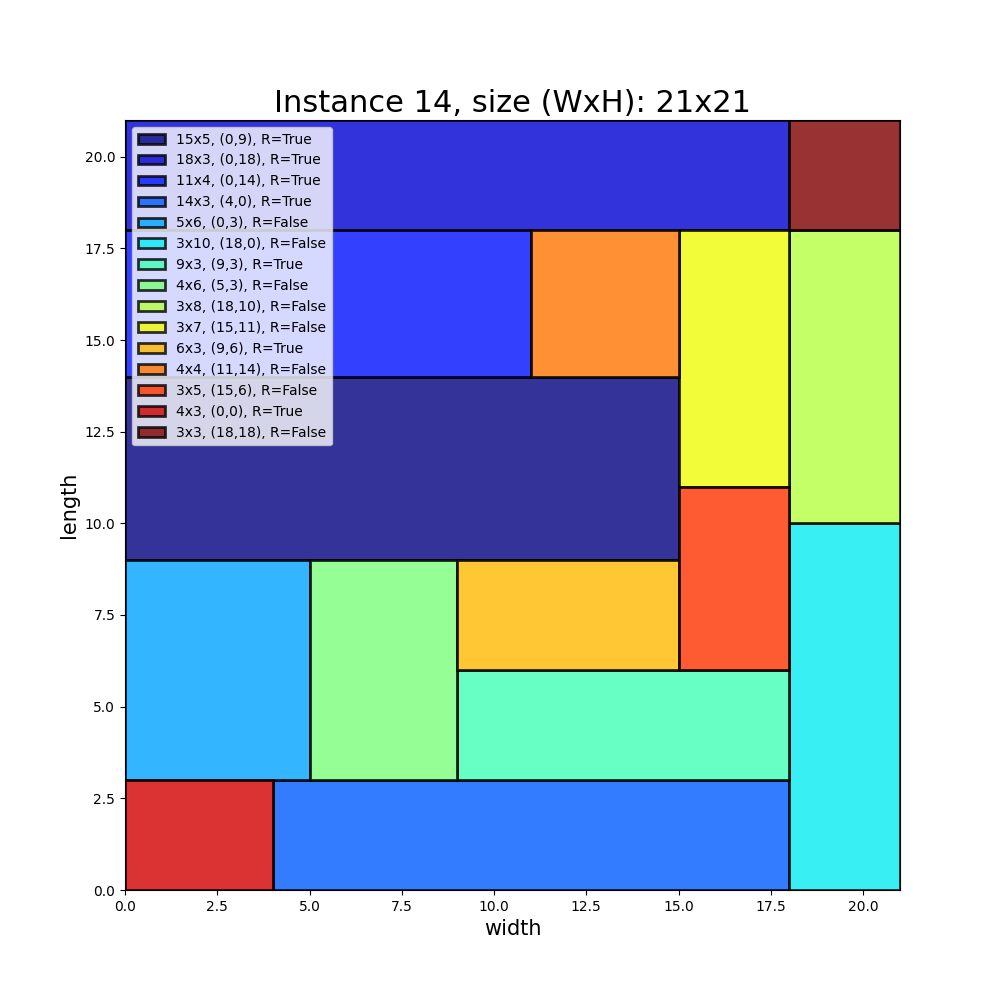 Instance 14, size (WxH): 21x21
15x5, (0,9), R=True
18x3, (0,18), R=True
11x4, (0,14), R=True
14x3, (4,0), R=True
5x6, (0,3), R=False
3x10, (18,0), R=False
9x3, (9,3), R=True
4x6, (5,3), R=False
3x8, (18,10), R=False
3x7, (15,11), R=False
6x3, (9,6), R=True
4x4, (11,14), R=False
3x5, (15,6), R=False
4x3, (0,0), R=True
3x3, (18,18), R=False
length
20.0
17.5
15.0
12.5
10.0
7.5
5.0
2.5
0.0
0.0 2.5 5.0 7.5 10.0 12.5 15.0 17.5 20.0
width